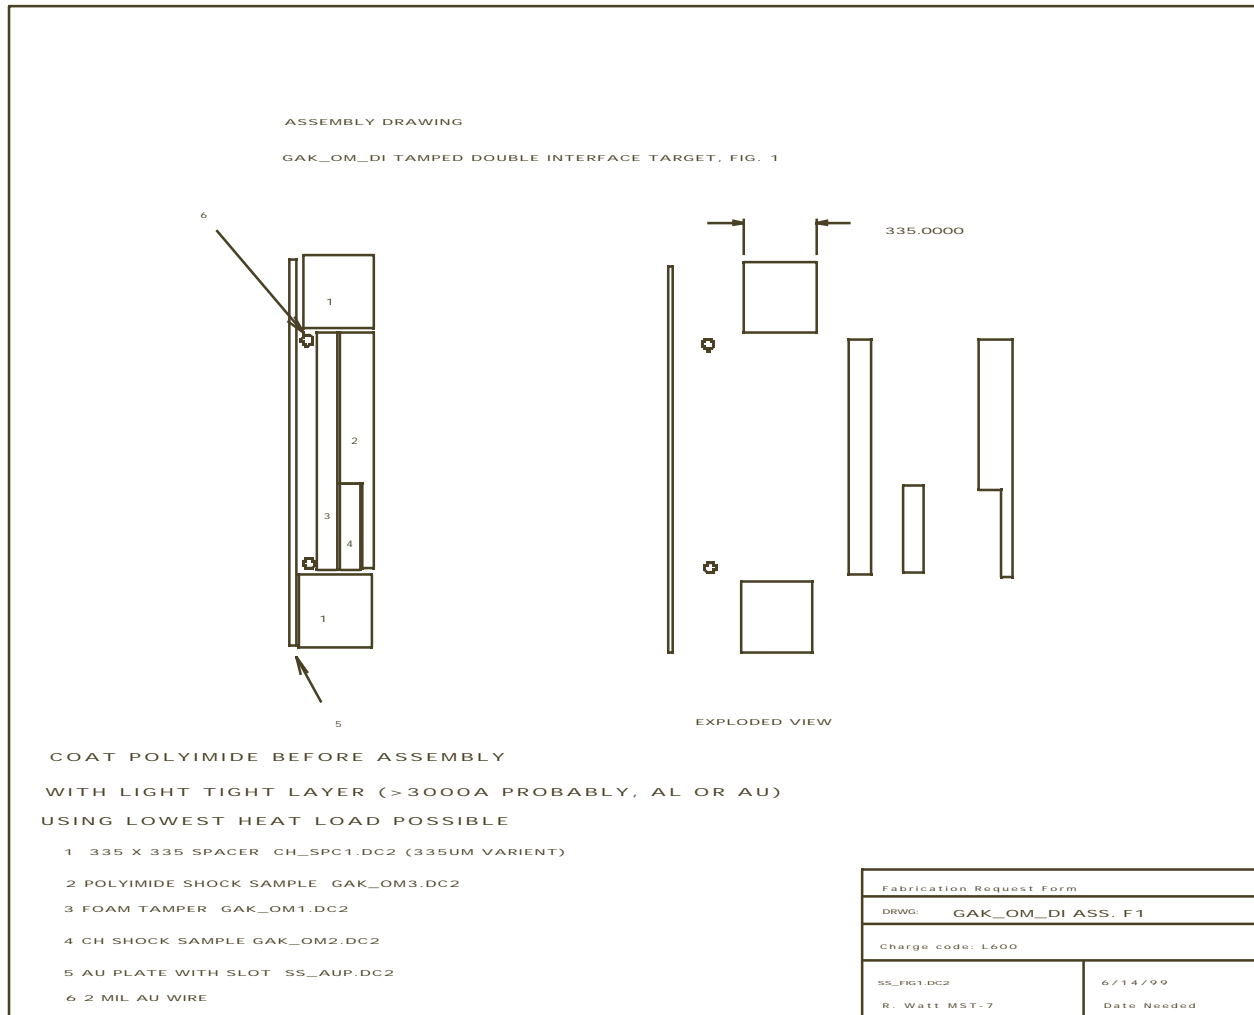 ASSEMBLY DRAWING
GAK_OM_DI TAMPED DOUBLE INTERFACE TARGET, FIG. 1
6
335.0000
1
2
3
4
1
5
EXPLODED VIEW
COAT POLYIMIDE BEFORE ASSEMBLY
WITH LIGHT TIGHT LAYER (>3000A PROBABLY, AL OR AU)
USING LOWEST HEAT LOAD POSSIBLE
1 335 X 335 SPACER CH_SPC1.DC2 (335UM VARIENT)
2 POLYIMIDE SHOCK SAMPLE GAK_OM3.DC2
3 FOAM TAMPER GAK_OM1.DC2
4 CH SHOCK SAMPLE GAK_OM2.DC2
5 AU PLATE WITH SLOT SS_AUP.DC2
6 2 MIL AU WIRE
Fabrication Request Form
DRWG: GAK_OM_DI ASS. F1
Charge code: L600
SS_FIG1.DC2
R. Watt MST-7
6/14/99
Date Needed